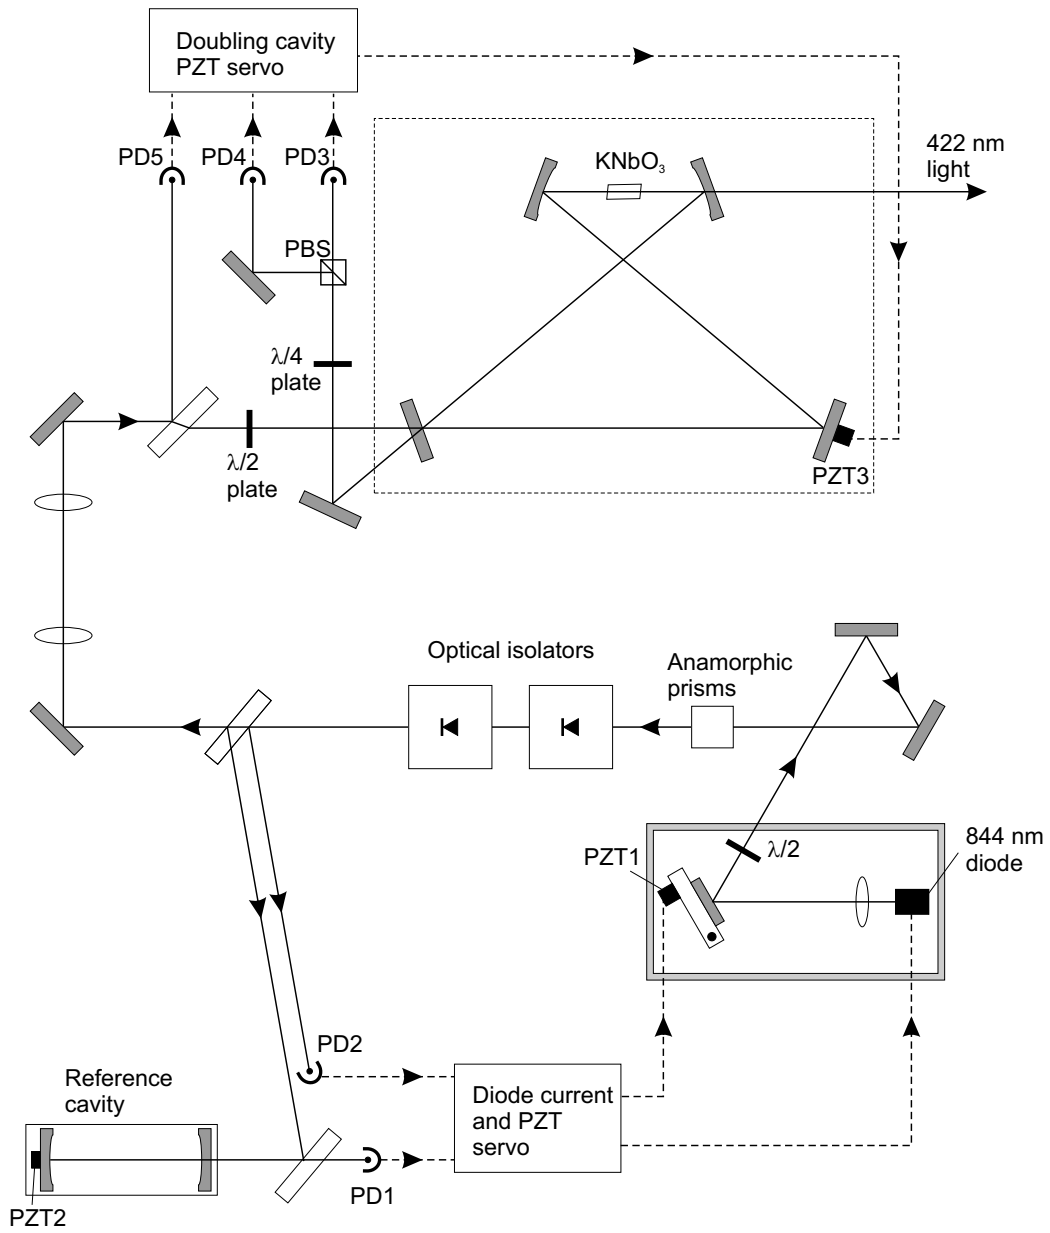 Doubling cavity
PZT servo
PD5
PD4
PD3
KNbO₃
422 nm
light
PBS
λ/4
plate
λ/2
plate
PZT3
Optical isolators
Anamorphic
prisms
844 nm
diode
PZT1
λ/2
PD2
Reference
cavity
Diode current
and PZT
servo
PD1
PZT2